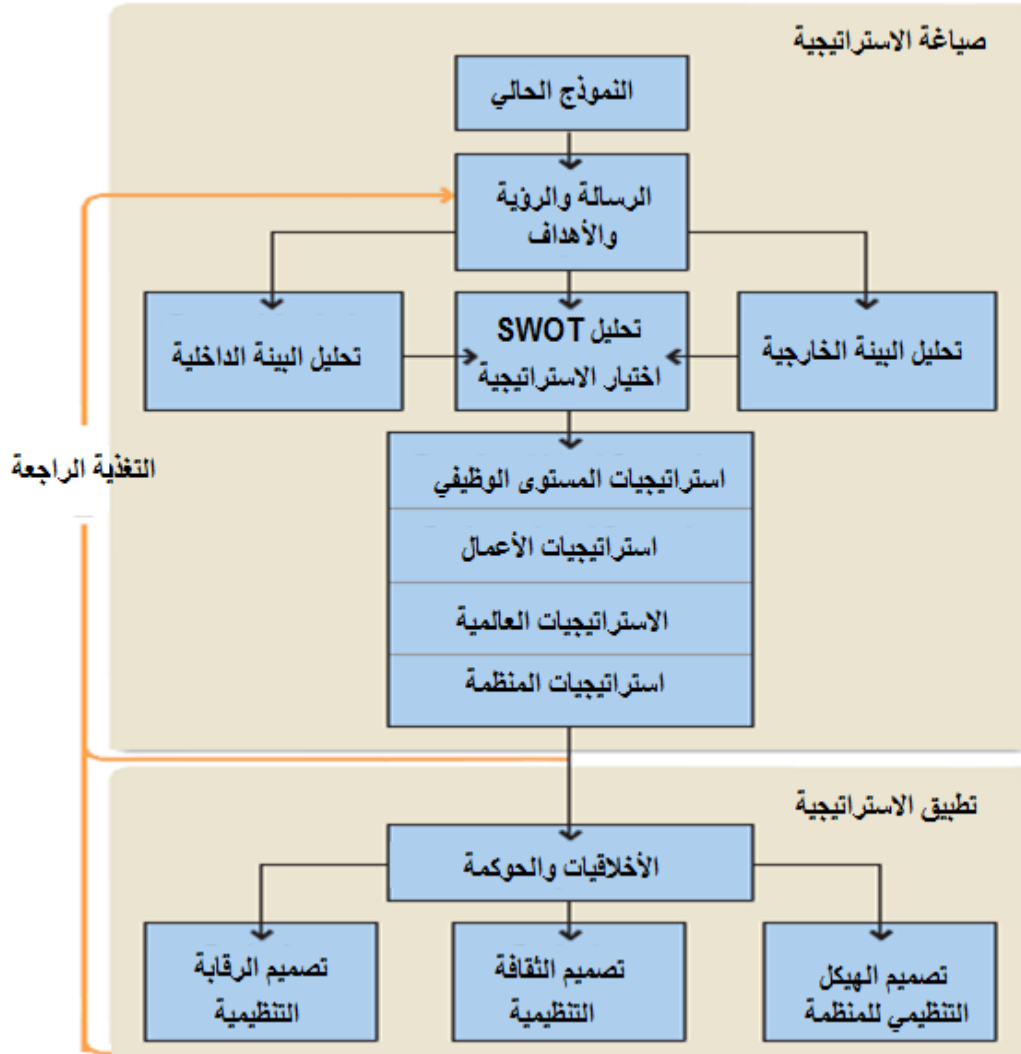 صياغة الاستراتيجية
النموذج الحالي
الرسالة والرؤية
والأهداف
تحليل البيئة الخارجية
تحليل SWOT
اختيار الاستراتيجية
تحليل البيئة الداخلية
التغذية الراجعة
استراتيجيات المستوى الوظيفي
استراتيجيات الأعمال
الاستراتيجيات العالمية
استراتيجيات المنظمة
تطبيق الاستراتيجية
الأخلاقيات والحوكمة
تصميم الهيكل
التنظيمي للمنظمة
تصميم الثقافة
التنظيمية
تصميم الرقابة
التنظيمية